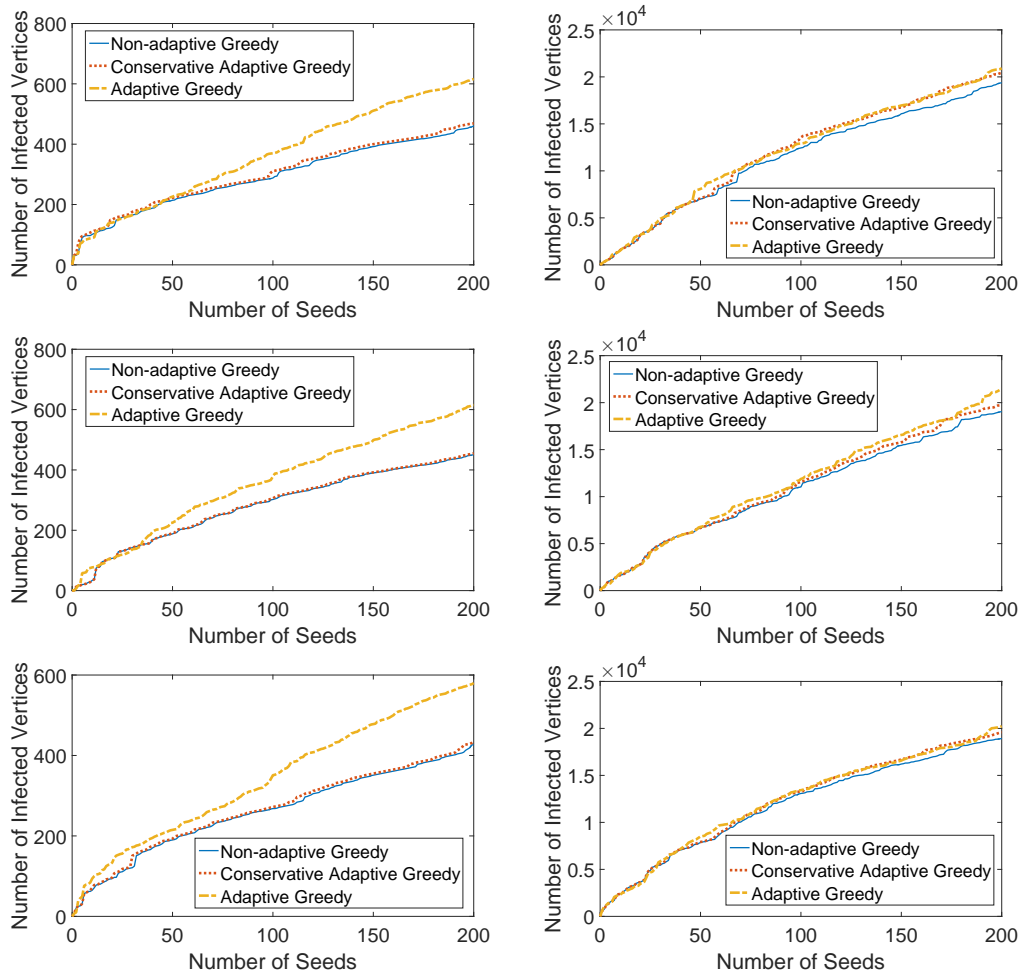 800
600
400
200
0
Number of Infected Vertices
Non-adaptive Greedy
Conservative Adaptive Greedy
Adaptive Greedy
0 50 100 150 200
Number of Seeds
×10^4
2.5
2
1.5
1
0.5
0
Number of Infected Vertices
Non-adaptive Greedy
Conservative Adaptive Greedy
Adaptive Greedy
0 50 100 150 200
Number of Seeds
800
600
400
200
0
Number of Infected Vertices
Non-adaptive Greedy
Conservative Adaptive Greedy
Adaptive Greedy
0 50 100 150 200
Number of Seeds
×10^4
2.5
2
1.5
1
0.5
0
Number of Infected Vertices
Non-adaptive Greedy
Conservative Adaptive Greedy
Adaptive Greedy
0 50 100 150 200
Number of Seeds
600
400
200
0
Number of Infected Vertices
Non-adaptive Greedy
Conservative Adaptive Greedy
Adaptive Greedy
0 50 100 150 200
Number of Seeds
×10^4
2.5
2
1.5
1
0.5
0
Number of Infected Vertices
Non-adaptive Greedy
Conservative Adaptive Greedy
Adaptive Greedy
0 50 100 150 200
Number of Seeds